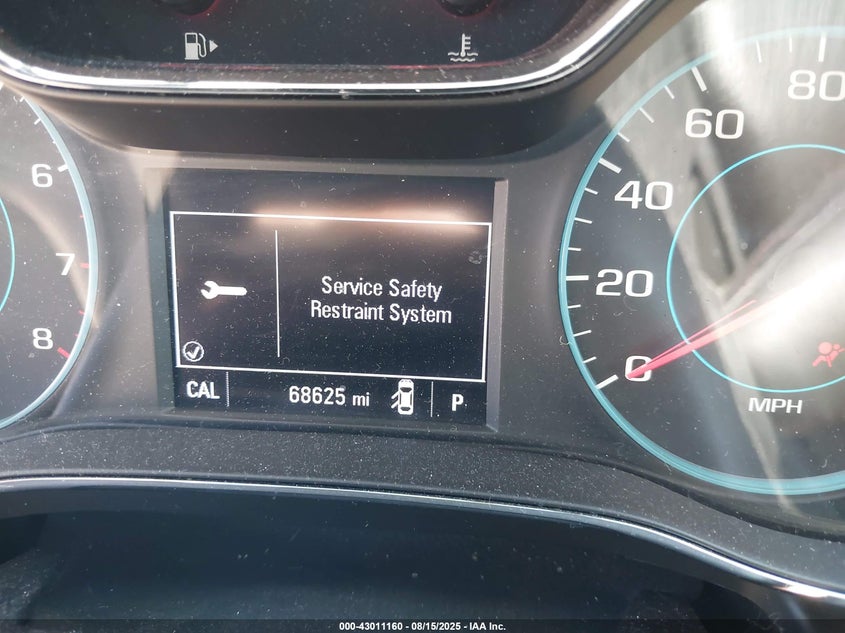 6
7
8
80
60
40
20
0
MPH
Service Safety
Restraint System
CAL
68625 mi
P
000-43011160 - 08/15/2025 - IAA Inc.